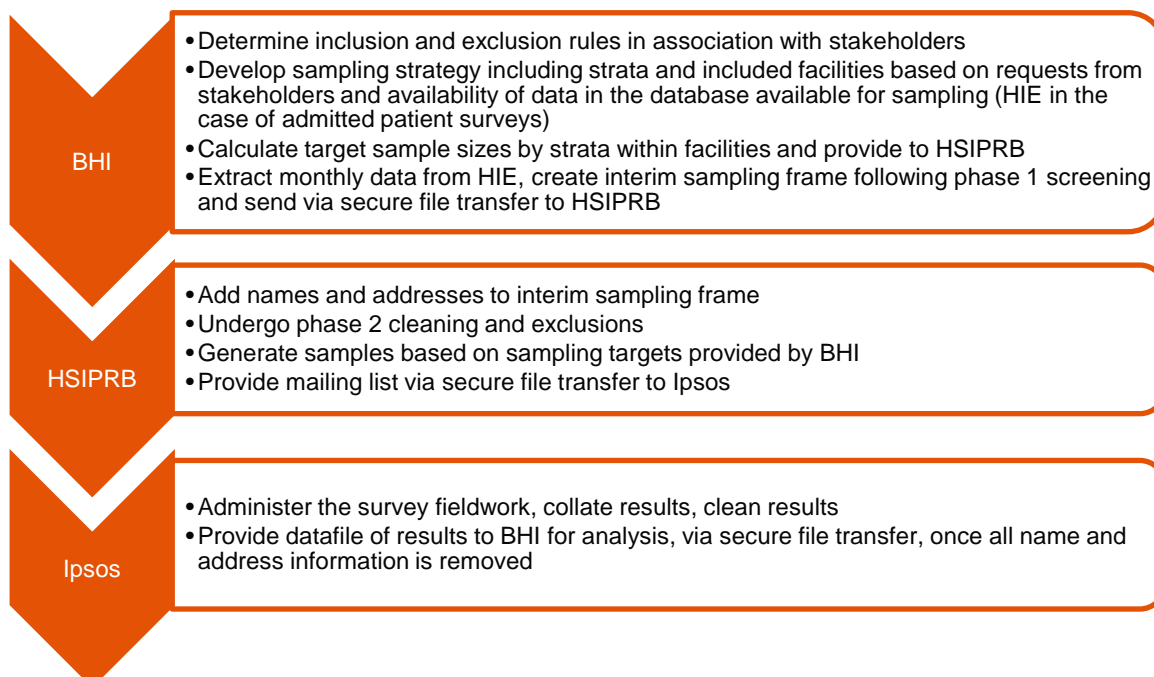 BHI
•Determine inclusion and exclusion rules in association with stakeholders
•Develop sampling strategy including strata and included facilities based on requests from
stakeholders and availability of data in the database available for sampling (HIE in the
case of admitted patient surveys)
•Calculate target sample sizes by strata within facilities and provide to HSIPRB
•Extract monthly data from HIE, create interim sampling frame following phase 1 screening
and send via secure file transfer to HSIPRB
HSIPRB
•Add names and addresses to interim sampling frame
•Undergo phase 2 cleaning and exclusions
•Generate samples based on sampling targets provided by BHI
•Provide mailing list via secure file transfer to Ipsos
Ipsos
•Administer the survey fieldwork, collate results, clean results
•Provide datafile of results to BHI for analysis, via secure file transfer, once all name and
address information is removed